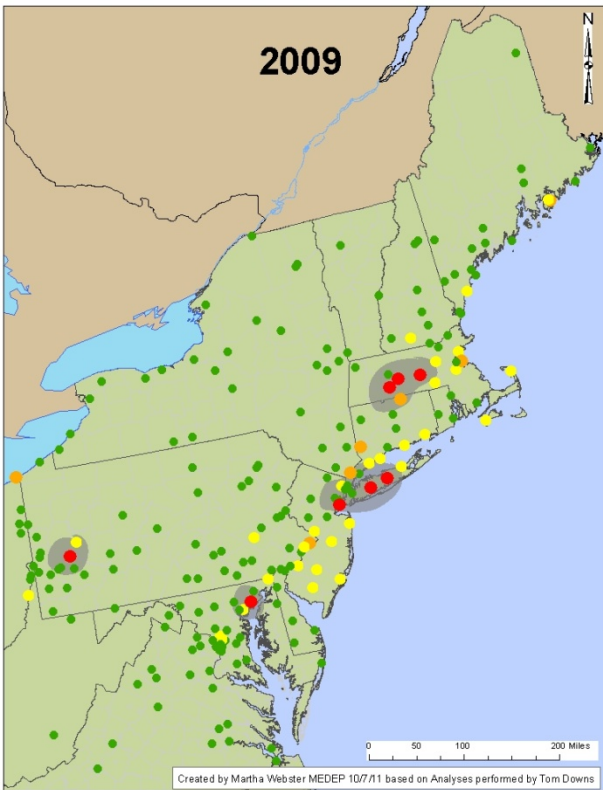 2009
N
0 50 100 200 Miles
Created by Martha Webster MEDEP 10/7/11 based on Analyses performed by Tom Downs